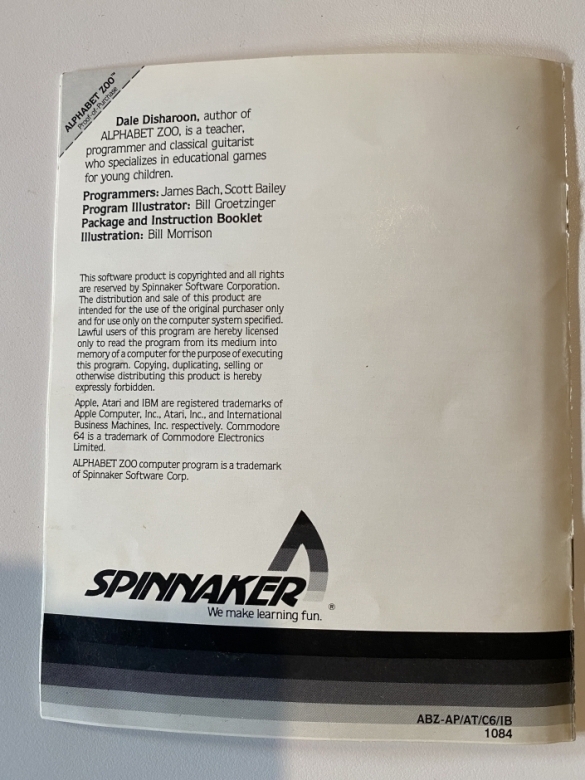 ALPHABET ZOO™
Proof-of-Purchase
Dale Disharoon, author of
ALPHABET ZOO, is a teacher,
programmer and classical guitarist
who specializes in educational games
for young children.
Programmers: James Bach, Scott Bailey
Program Illustrator: Bill Groetzinger
Package and Instruction Booklet
Illustration: Bill Morrison
This software product is copyrighted and all rights
are reserved by Spinnaker Software Corporation.
The distribution and sale of this product are
intended for the use of the original purchaser only
and for use only on the computer system specified.
Lawful users of this program are hereby licensed
only to read the program from its medium into
memory of a computer for the purpose of executing
this program. Copying, duplicating, selling or
otherwise distributing this product is hereby
expressly forbidden.
Apple, Atari and IBM are registered trademarks of
Apple Computer, Inc., Atari, Inc., and International
Business Machines, Inc. respectively. Commodore
64 is a trademark of Commodore Electronics
Limited.
ALPHABET ZOO computer program is a trademark
of Spinnaker Software Corp.
SPINNAKER®
We make learning fun.
ABZ-AP/AT/C6/IB
1084